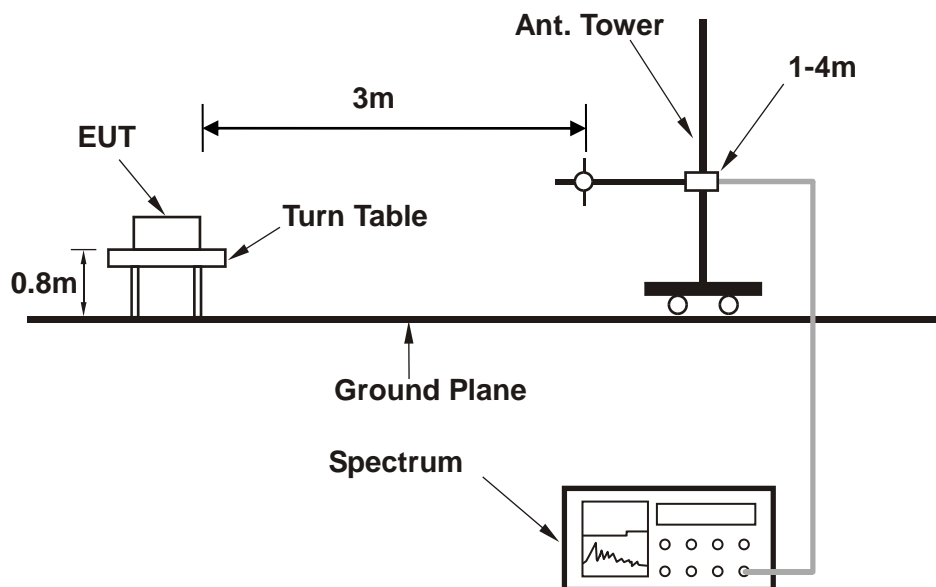 Ant. Tower
1-4m
3m
EUT
Turn Table
0.8m
Ground Plane
Spectrum